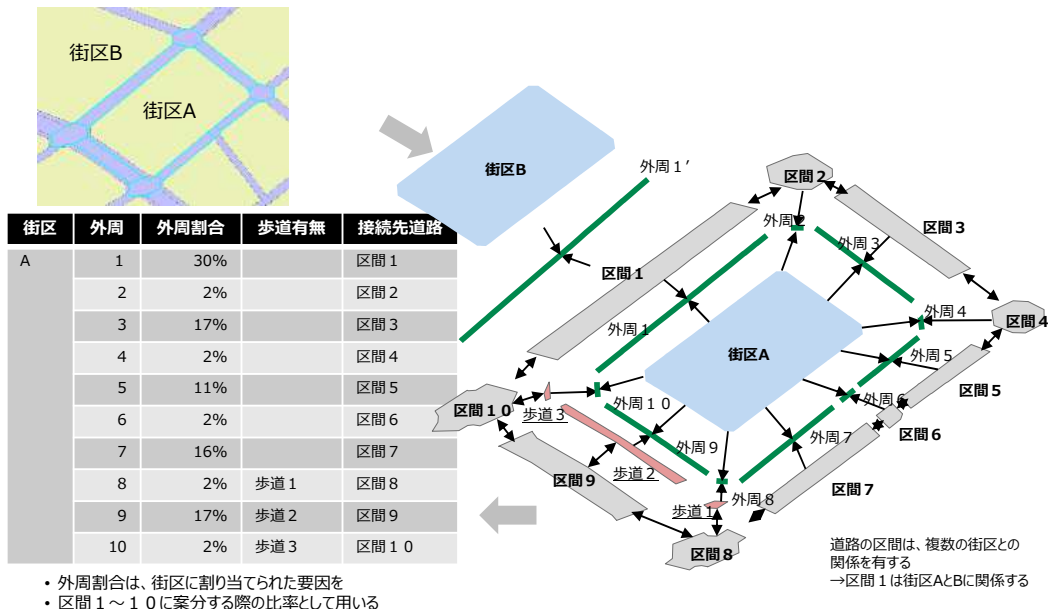 街区B
街区A
街区 外周 外周割合 歩道有無 接続先道路
A 1 30% 区間1
2 2% 区間2
3 17% 区間3
4 2% 区間4
5 11% 区間5
6 2% 区間6
7 16% 区間7
8 2% 歩道1 区間8
9 17% 歩道2 区間9
10 2% 歩道3 区間10
• 外周割合は、街区に割り当てられた要因を
• 区間1~10に案分する際の比率として用いる
街区B
外周1′
区間1
区間2
外周2
外周3
区間3
外周4
区間4
外周1
街区A
外周5
区間5
外周6
区間6
外周10
区間10
歩道3
外周9
外周7
区間7
歩道2
区間9
外周8
歩道1
区間8
道路の区間は、複数の街区との
関係を有する
→区間1は街区AとBに関係する